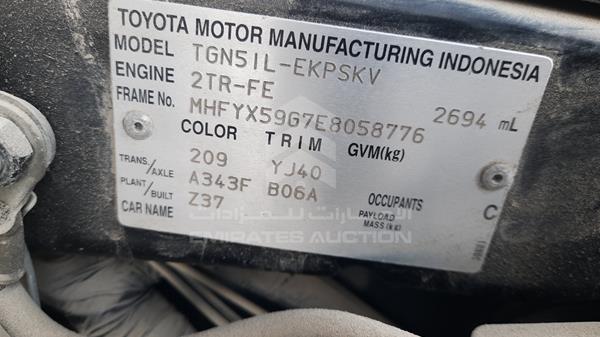 TOYOTA MOTOR MANUFACTURING INDONESIA
MODEL TGN51L-EKPSKV
ENGINE 2TR-FE 2694 mL
FRAME No. MHFYX59G7E8058776
COLOR TRIM GVM(kg)
209 YJ40
TRANS./AXLE A343F B06A
PLANT/BUILT Z37 OCCUPANTS
CAR NAME PAYLOAD MASS(kg) C
الإمارات للمزادات
EMIRATES AUCTION